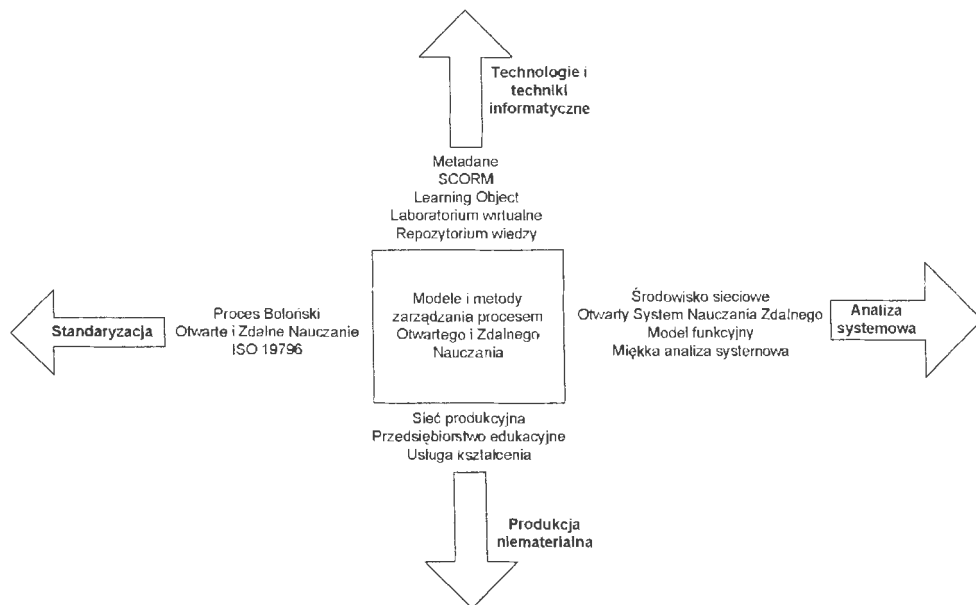 Technologie i
techniki
informatyczne
Metadane
SCORM
Learning Object
Laboratorium wirtualne
Repozytorium wiedzy
Modele i metody
zarządzania procesem
Otwartego i Zdalnego
Nauczania
Standaryzacja
Proces Boloński
Otwarte i Zdalne Nauczanie
ISO 19796
Środowisko sieciowe
Otwarty System Nauczania Zdalnego
Model funkcyjny
Miękka analiza systemowa
Analiza
systemowa
Sieć produkcyjna
Przedsiębiorstwo edukacyjne
Usługa kształcenia
Produkcja
niematerialna